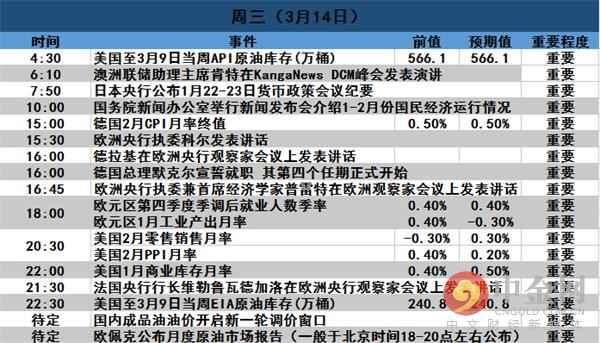 周三（3月14日）
时间 事件 前值 预期值 重要程度
4:30 美国至3月9日当周API原油库存(万桶) 566.1 566.1 重要
6:10 澳洲联储助理主席肯特在KangaNews DCM峰会发表演讲 重要
7:50 日本央行公布1月22-23日货币政策会议纪要 重要
10:00 国务院新闻办公室举行新闻发布会介绍1-2月份国民经济运行情况 重要
15:00 德国2月CPI月率终值 0.50% 0.50% 重要
15:30 欧洲央行执委科尔发表讲话 重要
16:00 德拉基在欧洲央行观察家会议上发表讲话 重要
16:00 德国总理默克尔宣誓就职 其第四个任期正式开始 重要
16:45 欧洲央行执委兼首席经济学家普雷特在欧洲观察家会议上发表讲话 重要
18:00 欧元区第四季度季调后就业人数季率 0.40% 0.40% 重要
欧元区1月工业产出月率 0.40% -0.30% 重要
20:30 美国2月零售销售月率 -0.30% 0.30% 重要
美国2月PPI月率 0.40% 0.20% 重要
22:00 美国1月商业库存月率 0.40% 0.50% 重要
21:30 法国央行行长维勒鲁瓦德加洛在欧洲央行观察家会议上发表讲话 重要
22:30 美国至3月9日当周EIA原油库存(万桶) 240.8 240.8 重要
待定 国内成品油油价开启新一轮调价窗口 重要
待定 欧佩克公布月度原油市场报告（一般于北京时间18-20点左右公布） 重要
中金网
中文财经新媒体
CNGOLD.COM.CN